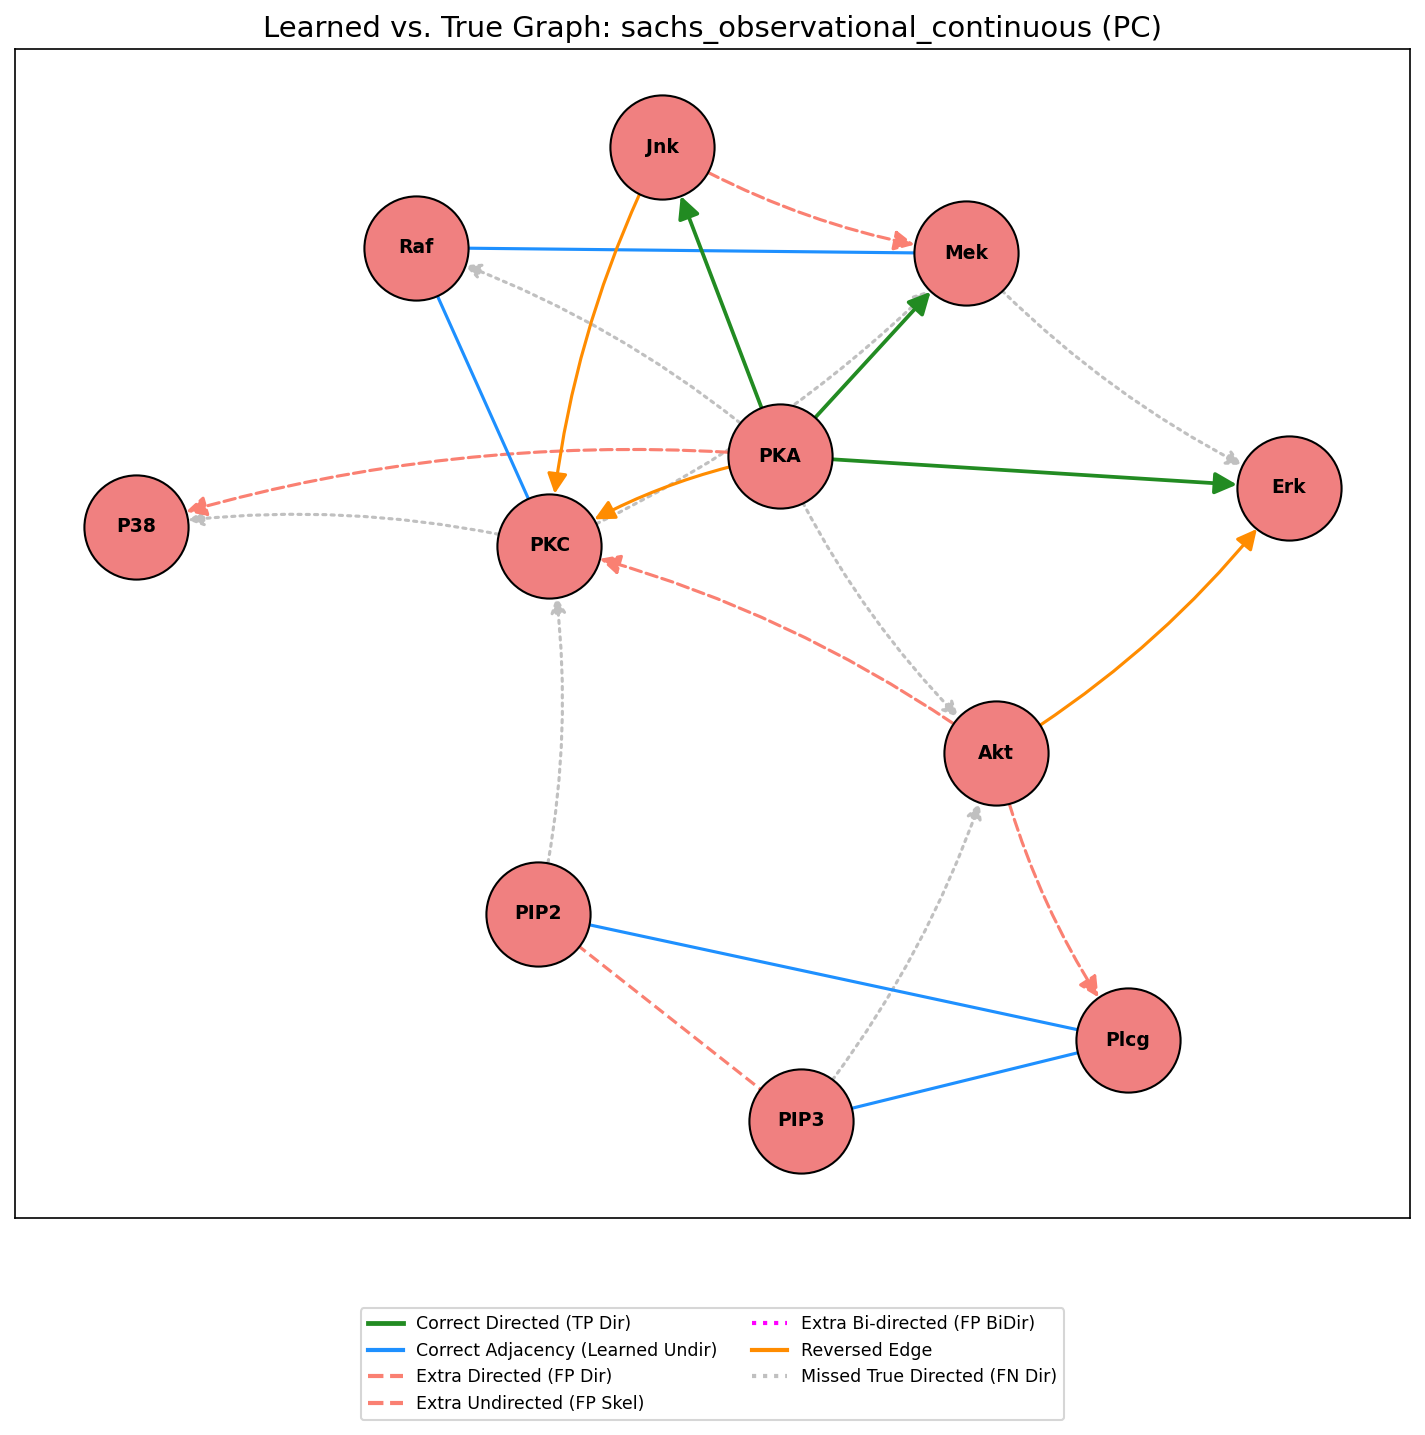 Learned vs. True Graph: sachs_observational_continuous (PC)
Jnk
Raf
Mek
PKA
Erk
P38
PKC
Akt
PIP2
Plcg
PIP3
Correct Directed (TP Dir)
Correct Adjacency (Learned Undir)
Extra Directed (FP Dir)
Extra Undirected (FP Skel)
Extra Bi-directed (FP BiDir)
Reversed Edge
Missed True Directed (FN Dir)